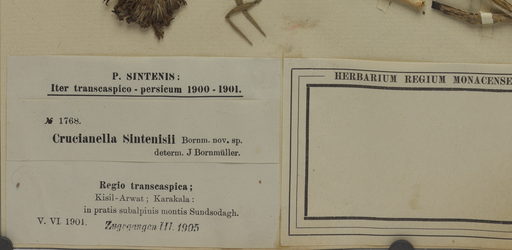 P. SINTENIS:
Iter transcaspico-persicum 1900-1901.
№ 1768.
Crucianella Sintenisii Bornm. nov. sp.
determ. J Bornmüller.
Regio transcaspica;
Kisil-Arwat; Karakala:
in pratis subalpinis montis Sundsodagh.
V. VI. 1901. Zugegangen III. 1905
HERBARIUM REGIUM MONACENSE